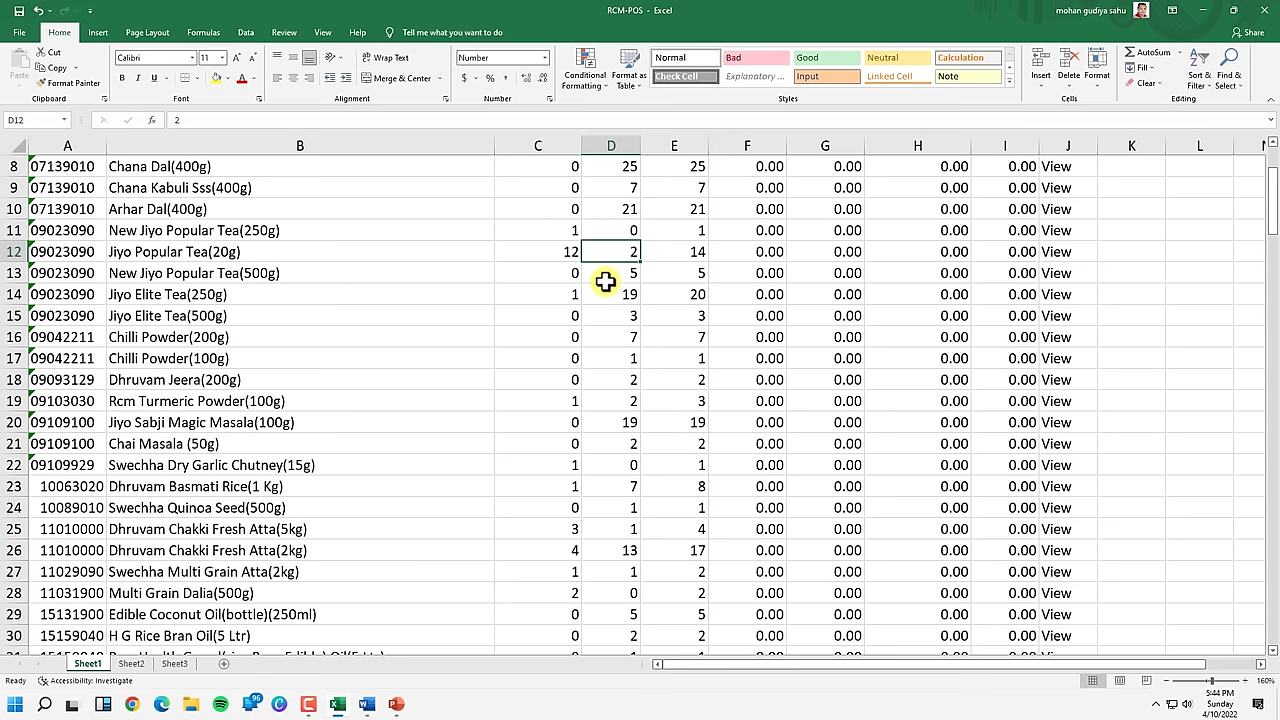 RCM-POS - Excel
mohan gudiya sahu
File Home Insert Page Layout Formulas Data Review View Help Tell me what you want to do Share
Paste Cut Copy Format Painter Clipboard
Calibri 11 B I U A A A Font
Wrap Text Merge & Center Alignment
Number $ % , Number
Conditional Formatting Format as Table
Normal Bad Good Neutral Calculation
Check Cell Explanatory ... Input Linked Cell Note
Styles
Insert Delete Format Cells
AutoSum Fill Clear Sort & Filter Find & Select Editing
D12 fx 2
A B C D E F G H I J K L
8 07139010 Chana Dal(400g) 0 25 25 0.00 0.00 0.00 0.00 View
9 07139010 Chana Kabuli Sss(400g) 0 7 7 0.00 0.00 0.00 0.00 View
10 07139010 Arhar Dal(400g) 0 21 21 0.00 0.00 0.00 0.00 View
11 09023090 New Jiyo Popular Tea(250g) 1 0 1 0.00 0.00 0.00 0.00 View
12 09023090 Jiyo Popular Tea(20g) 12 2 14 0.00 0.00 0.00 0.00 View
13 09023090 New Jiyo Popular Tea(500g) 0 5 5 0.00 0.00 0.00 0.00 View
14 09023090 Jiyo Elite Tea(250g) 1 19 20 0.00 0.00 0.00 0.00 View
15 09023090 Jiyo Elite Tea(500g) 0 3 3 0.00 0.00 0.00 0.00 View
16 09042211 Chilli Powder(200g) 0 7 7 0.00 0.00 0.00 0.00 View
17 09042211 Chilli Powder(100g) 0 1 1 0.00 0.00 0.00 0.00 View
18 09093129 Dhruvam Jeera(200g) 0 2 2 0.00 0.00 0.00 0.00 View
19 09103030 Rcm Turmeric Powder(100g) 1 2 3 0.00 0.00 0.00 0.00 View
20 09109100 Jiyo Sabji Magic Masala(100g) 0 19 19 0.00 0.00 0.00 0.00 View
21 09109100 Chai Masala (50g) 0 2 2 0.00 0.00 0.00 0.00 View
22 09109929 Swechha Dry Garlic Chutney(15g) 1 0 1 0.00 0.00 0.00 0.00 View
23 10063020 Dhruvam Basmati Rice(1 Kg) 1 7 8 0.00 0.00 0.00 0.00 View
24 10089010 Swechha Quinoa Seed(500g) 0 1 1 0.00 0.00 0.00 0.00 View
25 11010000 Dhruvam Chakki Fresh Atta(5kg) 3 1 4 0.00 0.00 0.00 0.00 View
26 11010000 Dhruvam Chakki Fresh Atta(2kg) 4 13 17 0.00 0.00 0.00 0.00 View
27 11029090 Swechha Multi Grain Atta(2kg) 1 1 2 0.00 0.00 0.00 0.00 View
28 11031900 Multi Grain Dalia(500g) 2 0 2 0.00 0.00 0.00 0.00 View
29 15131900 Edible Coconut Oil(bottle)(250ml) 0 5 5 0.00 0.00 0.00 0.00 View
30 15159040 H G Rice Bran Oil(5 Ltr) 0 2 2 0.00 0.00 0.00 0.00 View
Sheet1 Sheet2 Sheet3
Ready Accessibility: Investigate 160%
96
5:44 PM
Sunday
4/10/2022